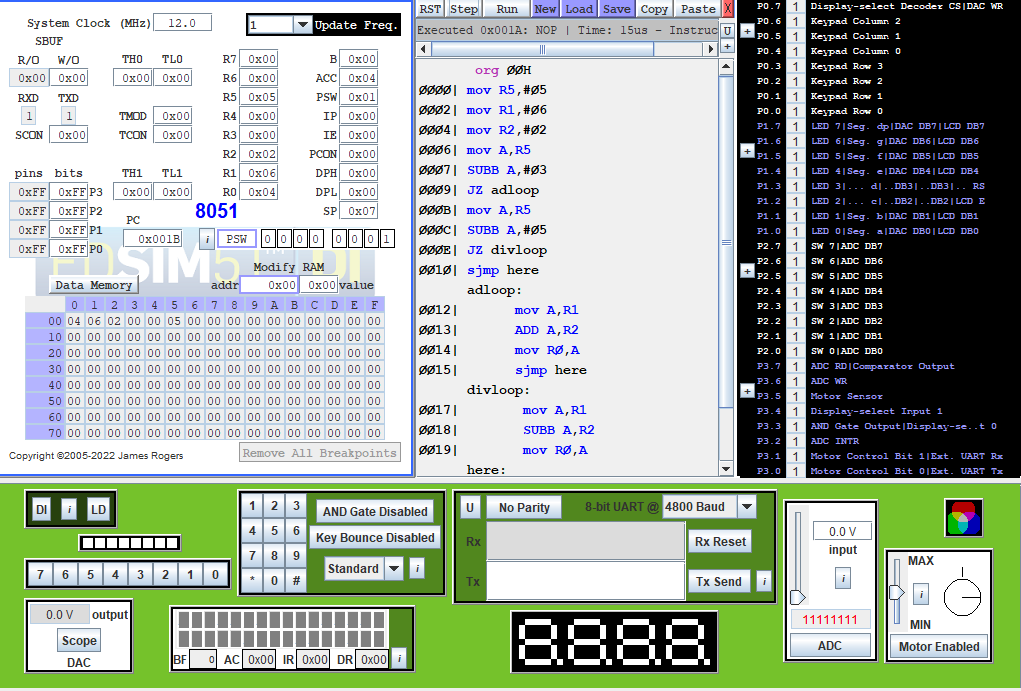 System Clock (MHz) 12.0 1 Update Freq.
SBUF
R/O W/O TH0 TL0 R7 0x00 B 0x00
0x00 0x00 0x00 0x00 R6 0x00 ACC 0x04
RXD TXD R5 0x05 PSW 0x01
1 1 TMOD 0x00 R4 0x00 IP 0x00
SCON 0x00 TCON 0x00 R3 0x00 IE 0x00
R2 0x02 PCON 0x00
pins bits TH1 TL1 R1 0x06 DPH 0x00
0xFF 0xFF P3 0x00 0x00 R0 0x04 DPL 0x00
0xFF 0xFF P2 PC 8051 SP 0x07
0xFF 0xFF P1 0x001B i PSW 0 0 0 0 0 0 0 1
0xFF 0xFF P0
Modify RAM
Data Memory addr 0x00 0x00 value
0 1 2 3 4 5 6 7 8 9 A B C D E F
00 04 06 02 00 00 05 00 00 00 00 00 00 00 00 00 00
10 00 00 00 00 00 00 00 00 00 00 00 00 00 00 00 00
20 00 00 00 00 00 00 00 00 00 00 00 00 00 00 00 00
30 00 00 00 00 00 00 00 00 00 00 00 00 00 00 00 00
40 00 00 00 00 00 00 00 00 00 00 00 00 00 00 00 00
50 00 00 00 00 00 00 00 00 00 00 00 00 00 00 00 00
60 00 00 00 00 00 00 00 00 00 00 00 00 00 00 00 00
70 00 00 00 00 00 00 00 00 00 00 00 00 00 00 00 00
Copyright ©2005-2022 James Rogers Remove All Breakpoints
RST Step Run New Load Save Copy Paste X
Executed 0x001A: NOP | Time: 15us - Instruc U
org 00H
0000| mov R5,#05
0002| mov R1,#06
0004| mov R2,#02
0006| mov A,R5
0007| SUBB A,#03
0009| JZ adloop
000B| mov A,R5
000C| SUBB A,#05
000E| JZ divloop
0010| sjmp here
adloop:
0012| mov A,R1
0013| ADD A,R2
0014| mov R0,A
0015| sjmp here
divloop:
0017| mov A,R1
0018| SUBB A,R2
0019| mov R0,A
here:
P0.7 1 Display-select Decoder CS|DAC WR
P0.6 1 Keypad Column 2
P0.5 1 Keypad Column 1
P0.4 1 Keypad Column 0
P0.3 1 Keypad Row 3
P0.2 1 Keypad Row 2
P0.1 1 Keypad Row 1
P0.0 1 Keypad Row 0
P1.7 1 LED 7|Seg. dp|DAC DB7|LCD DB7
P1.6 1 LED 6|Seg. g|DAC DB6|LCD DB6
P1.5 1 LED 5|Seg. f|DAC DB5|LCD DB5
P1.4 1 LED 4|Seg. e|DAC DB4|LCD DB4
P1.3 1 LED 3|... d|..DB3|..DB3|.. RS
P1.2 1 LED 2|... c|..DB2|..DB2|LCD E
P1.1 1 LED 1|Seg. b|DAC DB1|LCD DB1
P1.0 1 LED 0|Seg. a|DAC DB0|LCD DB0
P2.7 1 SW 7|ADC DB7
P2.6 1 SW 6|ADC DB6
P2.5 1 SW 5|ADC DB5
P2.4 1 SW 4|ADC DB4
P2.3 1 SW 3|ADC DB3
P2.2 1 SW 2|ADC DB2
P2.1 1 SW 1|ADC DB1
P2.0 1 SW 0|ADC DB0
P3.7 1 ADC RD|Comparator Output
P3.6 1 ADC WR
P3.5 1 Motor Sensor
P3.4 1 Display-select Input 1
P3.3 1 AND Gate Output|Display-se..t 0
P3.2 1 ADC INTR
P3.1 1 Motor Control Bit 1|Ext. UART Rx
P3.0 1 Motor Control Bit 0|Ext. UART Tx
DI i LD
7 6 5 4 3 2 1 0
0.0 V output
Scope
DAC
1 2 3 AND Gate Disabled
4 5 6 Key Bounce Disabled
7 8 9 Standard i
* 0 #
BF 0 AC 0x00 IR 0x00 DR 0x00 i
U No Parity 8-bit UART @ 4800 Baud
Rx Rx Reset
Tx Tx Send i
8.8.8.8.
0.0 V
input
i
11111111
ADC
MAX
i
MIN
Motor Enabled